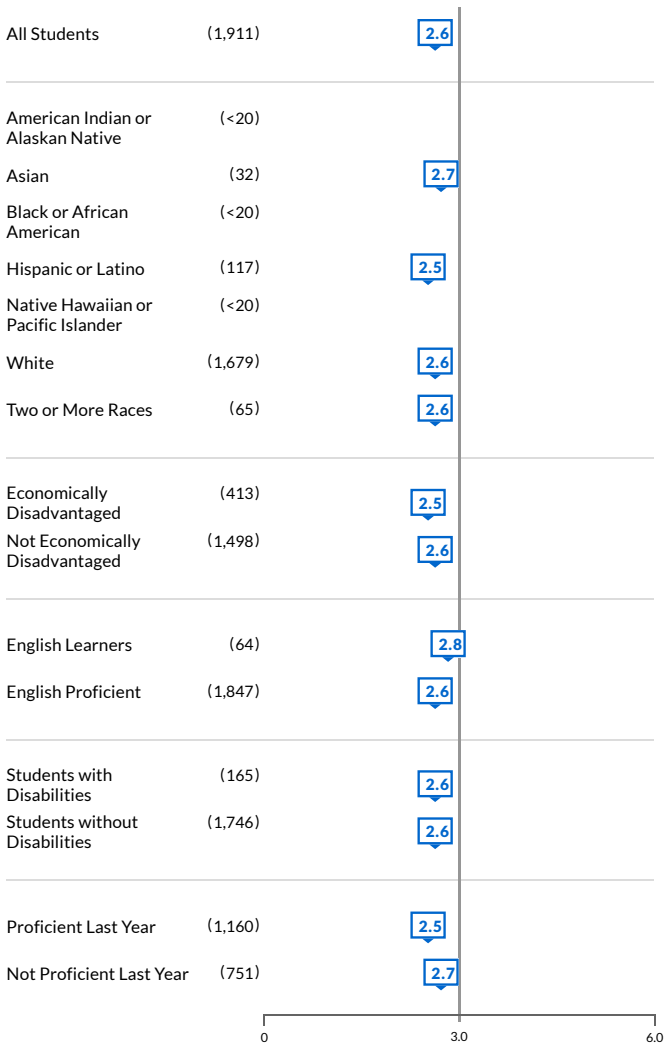 All Students (1,911) 2.6
American Indian or (<20)
Alaskan Native
Asian (32) 2.7
Black or African (<20)
American
Hispanic or Latino (117) 2.5
Native Hawaiian or (<20)
Pacific Islander
White (1,679) 2.6
Two or More Races (65) 2.6
Economically (413) 2.5
Disadvantaged
Not Economically (1,498) 2.6
Disadvantaged
English Learners (64) 2.8
English Proficient (1,847) 2.6
Students with (165) 2.6
Disabilities
Students without (1,746) 2.6
Disabilities
Proficient Last Year (1,160) 2.5
Not Proficient Last Year (751) 2.7
0 3.0 6.0